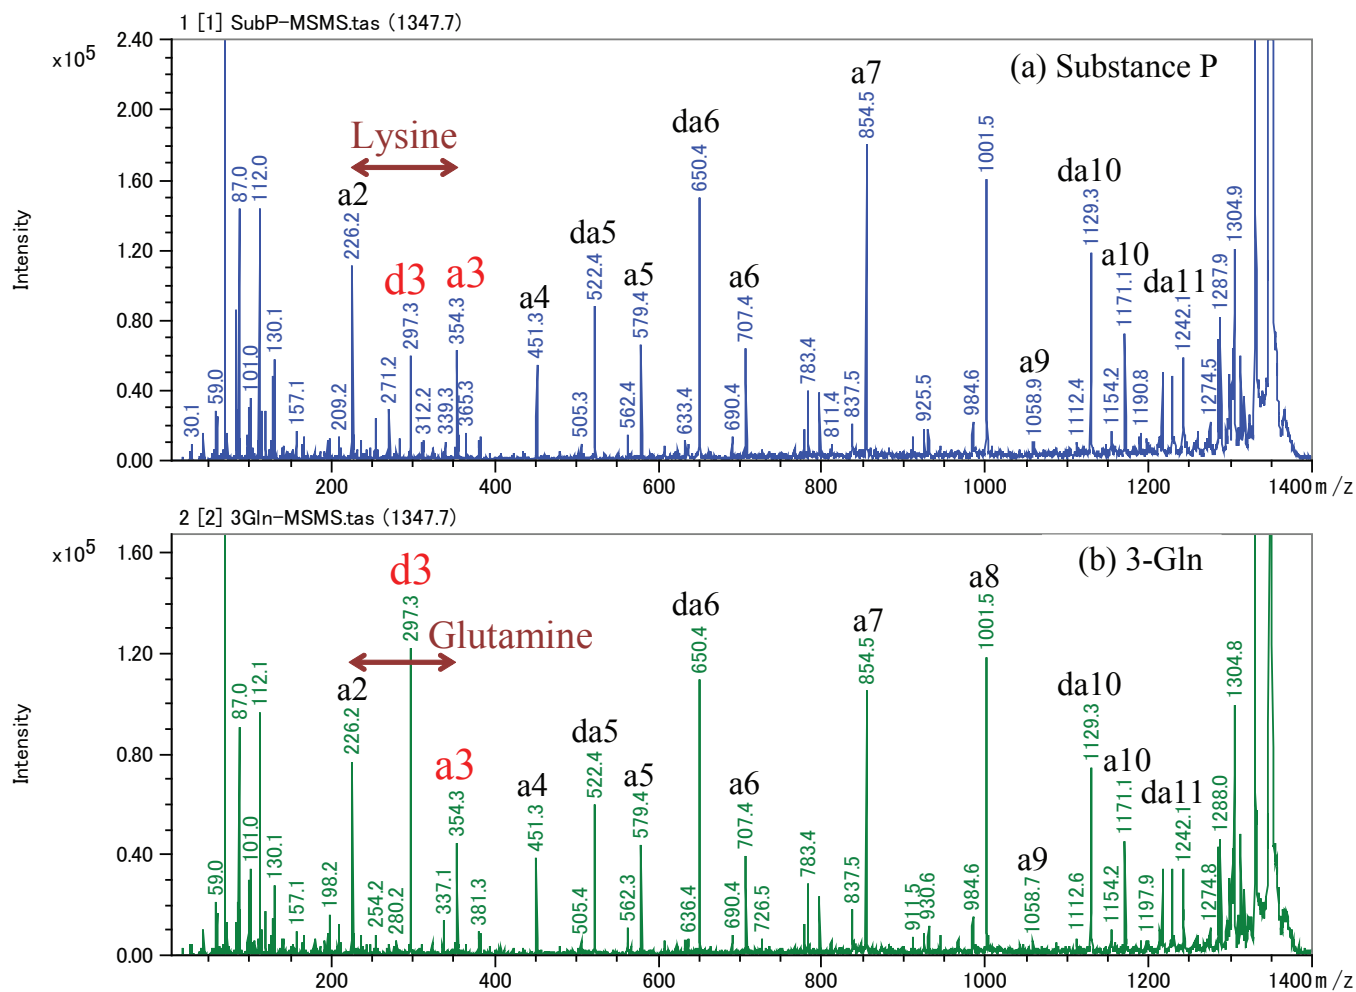 1 [1] SubP-MSMS.tas (1347.7)
x10⁵
2.40
2.00
1.60
1.20
0.80
0.40
0.00
Intensity
(a) Substance P
Lysine
a2
d3
a3
a4
da5
a5
da6
a6
a7
a9
da10
a10
da11
30.1
59.0
87.0
101.0
112.0
130.1
157.1
209.2
226.2
271.2
297.3
312.2
339.3
354.3
365.3
451.3
505.3
522.4
562.4
579.4
633.4
650.4
690.4
707.4
783.4
811.4
837.5
854.5
925.5
984.6
1001.5
1058.9
1112.4
1129.3
1154.2
1171.1
1190.8
1242.1
1274.5
1287.9
1304.9
200 400 600 800 1000 1200 1400 m/z
2 [2] 3Gln-MSMS.tas (1347.7)
x10⁵
1.60
1.20
0.80
0.40
0.00
Intensity
(b) 3-Gln
Glutamine
a2
d3
a3
a4
da5
a5
da6
a6
a7
a8
a9
da10
a10
da11
59.0
87.0
101.0
112.1
130.1
157.1
198.2
226.2
254.2
280.2
297.3
337.1
354.3
381.3
451.3
505.4
522.4
562.3
579.4
636.4
650.4
690.4
707.4
726.5
783.4
837.5
854.5
911.5
930.6
984.6
1001.5
1058.7
1112.6
1129.3
1154.2
1171.1
1197.9
1242.1
1274.8
1288.0
1304.8
200 400 600 800 1000 1200 1400 m/z